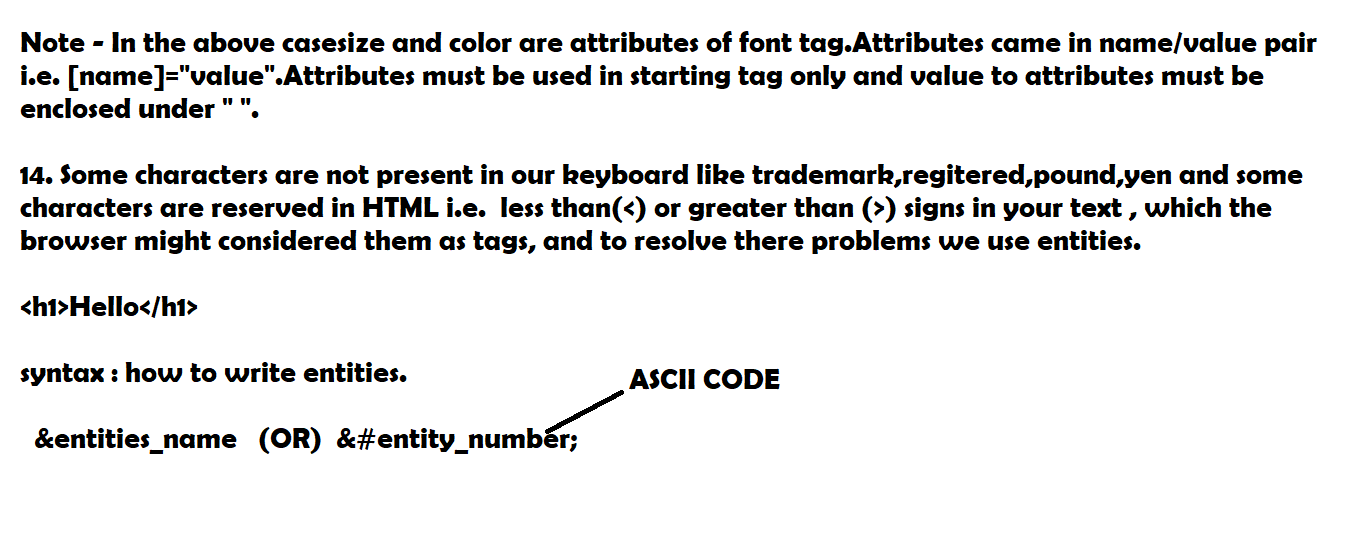 Note - In the above casesize and color are attributes of font tag.Attributes came in name/value pair
i.e. [name]="value".Attributes must be used in starting tag only and value to attributes must be
enclosed under " ".
14. Some characters are not present in our keyboard like trademark,regitered,pound,yen and some
characters are reserved in HTML i.e.  less than(<) or greater than (>) signs in your text , which the
browser might considered them as tags, and to resolve there problems we use entities.
<h1>Hello</h1>
syntax : how to write entities.
ASCII CODE
&entities_name   (OR)  &#entity_number;